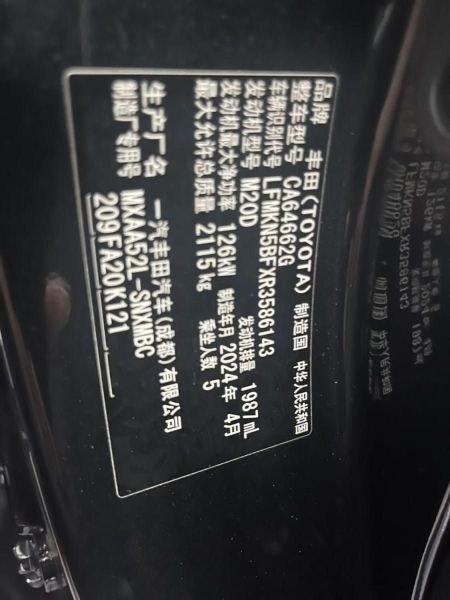 品牌 丰田(TOYOTA) 制造国 中华人民共和国
整车型号 CA64662G
车辆识别代号 LFMKN5BFXR3586143
发动机型号 M20D 发动机排量 1987mL
发动机最大净功率 126kW 制造年月 2024年 4月
最大允许总质量 2115kg 乘坐人数 5
生产厂名 一汽丰田汽车(成都)有限公司
制造厂专用号 MXAA52L-SNXMBC
209FA20K121